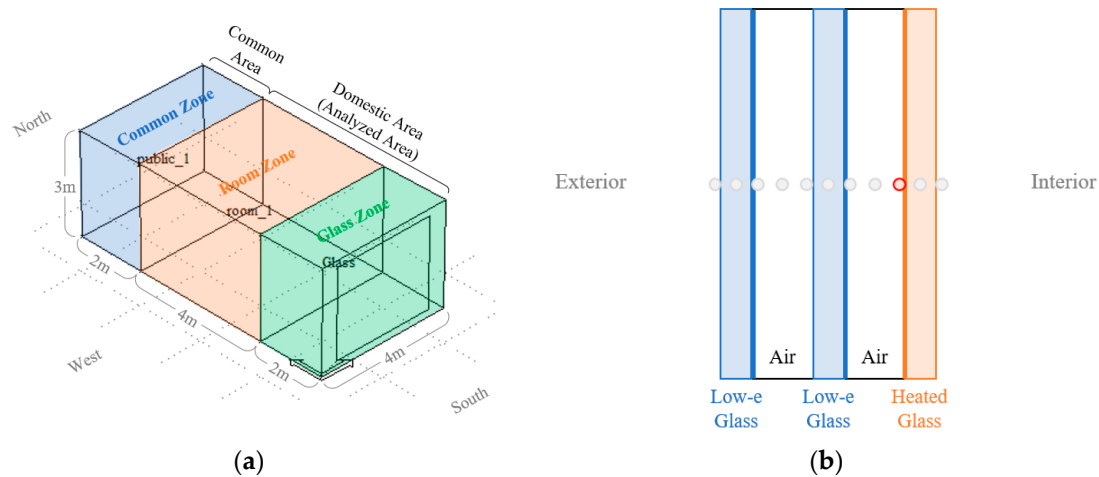 Common
Area
Domestic Area
(Analyzed Area)
North
Common Zone
public_1
Room Zone
room_1
Glass Zone
Glass
3m
2m
4m
2m
4m
West
South
(a)
Exterior
Interior
Air
Air
Low-e
Glass
Low-e
Glass
Heated
Glass
(b)